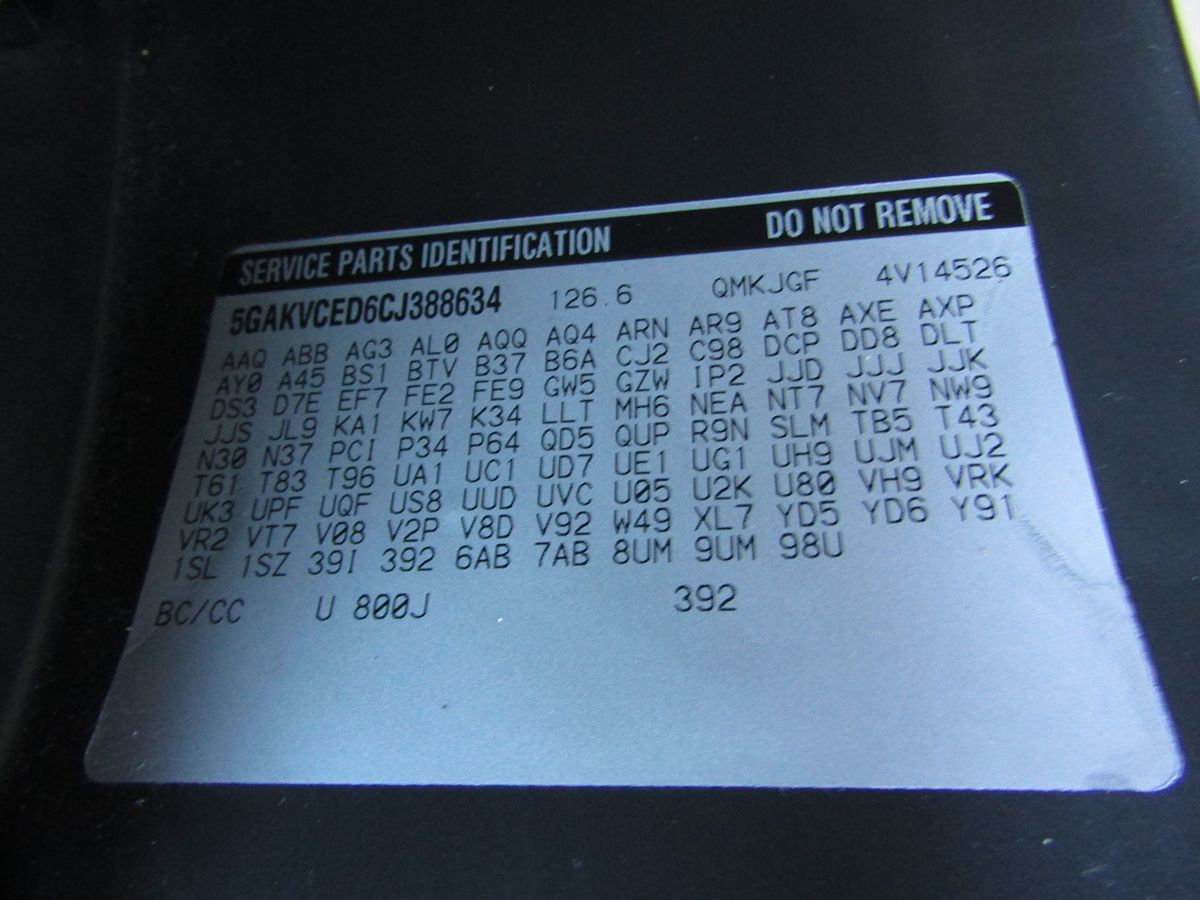 SERVICE PARTS IDENTIFICATION DO NOT REMOVE
5GAKVCED6CJ388634 126.6 QMKJGF 4V14526
AAQ ABB AG3 AL0 AQQ AQ4 ARN AR9 AT8 AXE AXP
AY0 A45 BS1 BTV B37 B6A CJ2 C98 DCP DD8 DLT
DS3 D7E EF7 FE2 FE9 GW5 GZW IP2 JJD JJJ JJK
JJS JL9 KA1 KW7 K34 LLT MH6 NEA NT7 NV7 NW9
N30 N37 PCI P34 P64 QD5 QUP R9N SLM TB5 T43
T61 T83 T96 UA1 UC1 UD7 UE1 UG1 UH9 UJM UJ2
UK3 UPF UQF US8 UUD UVC U05 U2K U80 VH9 VRK
VR2 VT7 V08 V2P V8D V92 W49 XL7 YD5 YD6 Y91
1SL 1SZ 39I 392 6AB 7AB 8UM 9UM 98U
BC/CC U 800J 392